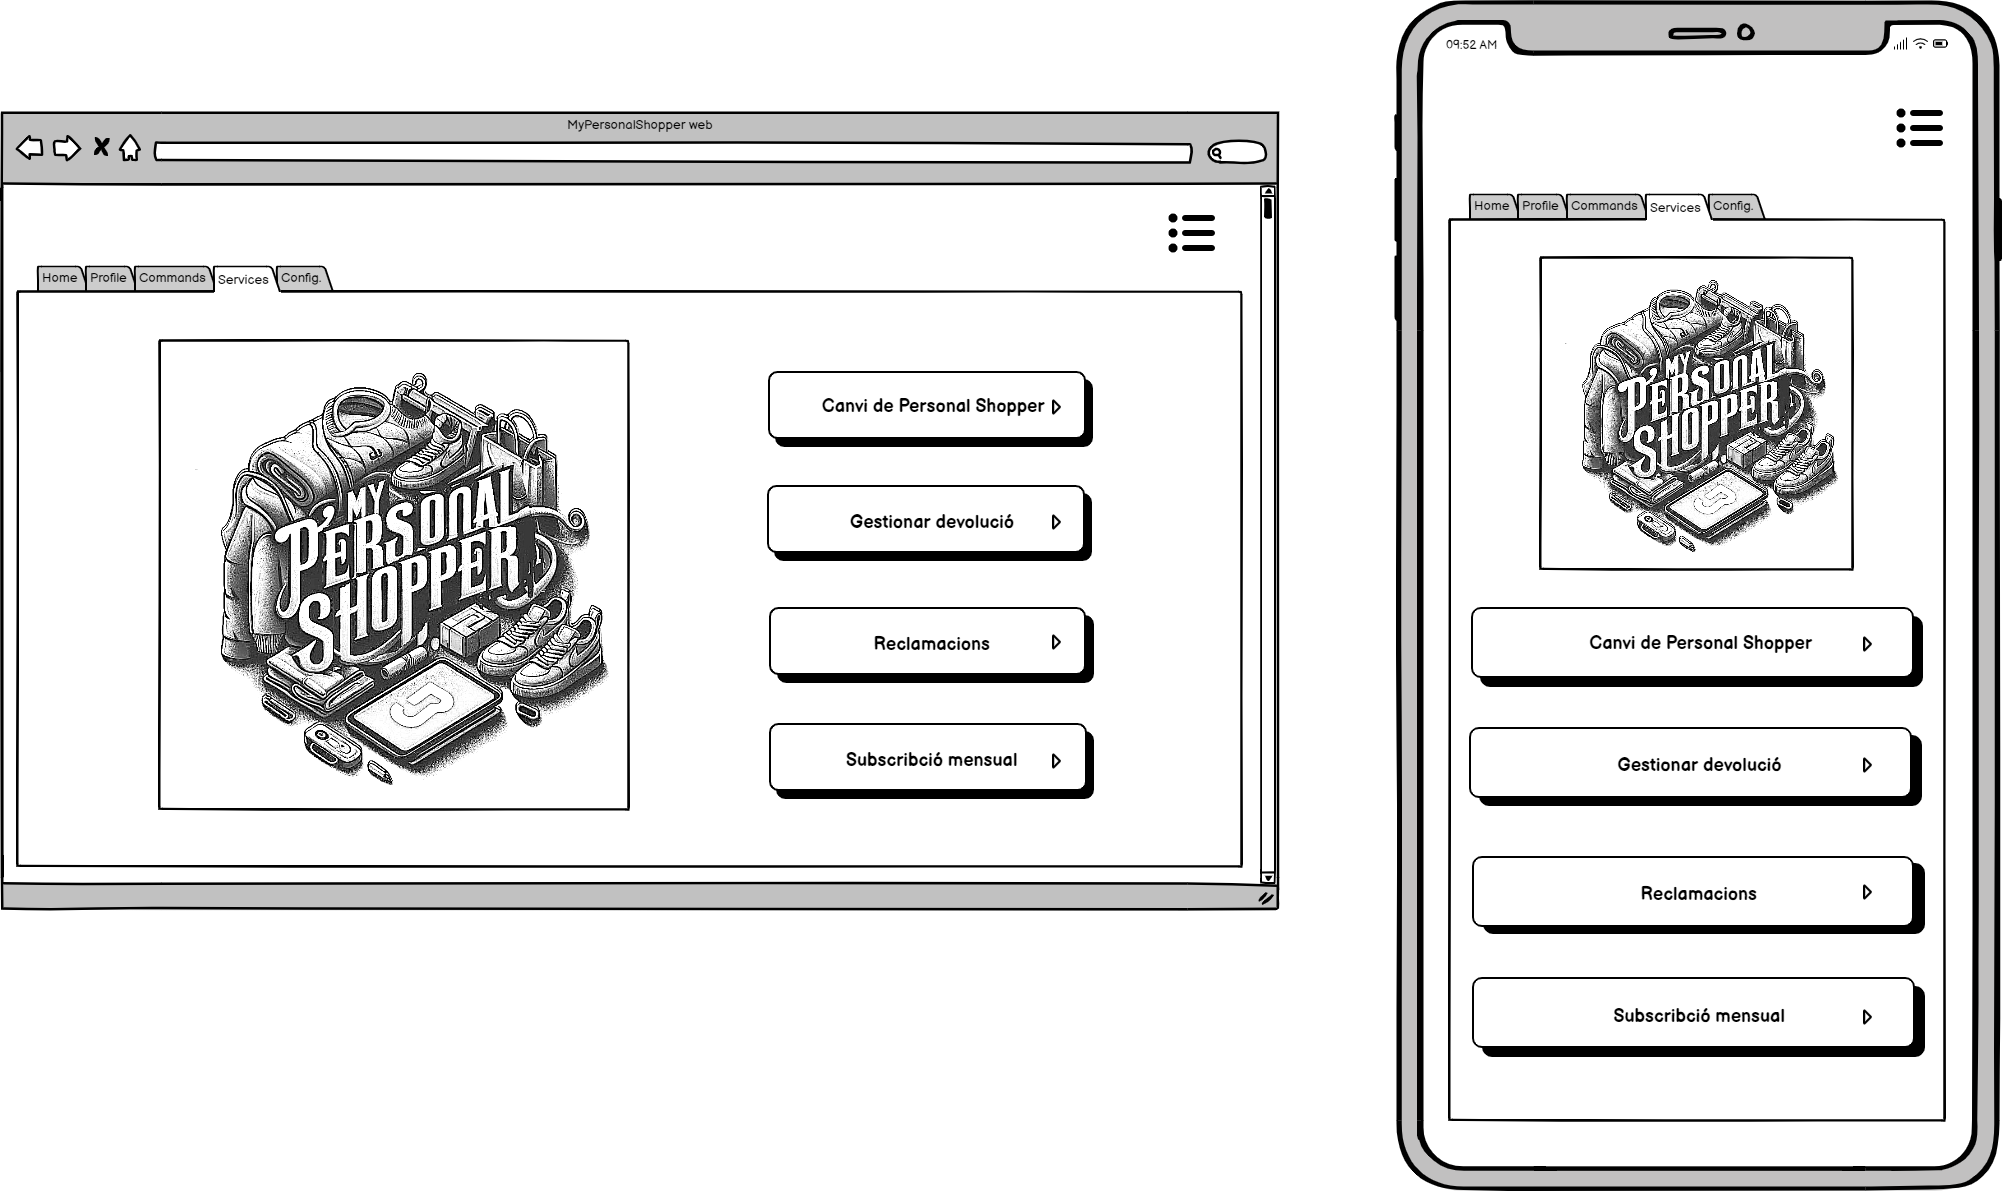 MyPersonalShopper web
Home Profile Commands Services Config.
MY
PERSONAL
SHOPPER
Canvi de Personal Shopper
Gestionar devolució
Reclamacions
Subscribció mensual
09:52 AM
Home Profile Commands Services Config.
MY
PERSONAL
SHOPPER
Canvi de Personal Shopper
Gestionar devolució
Reclamacions
Subscribció mensual